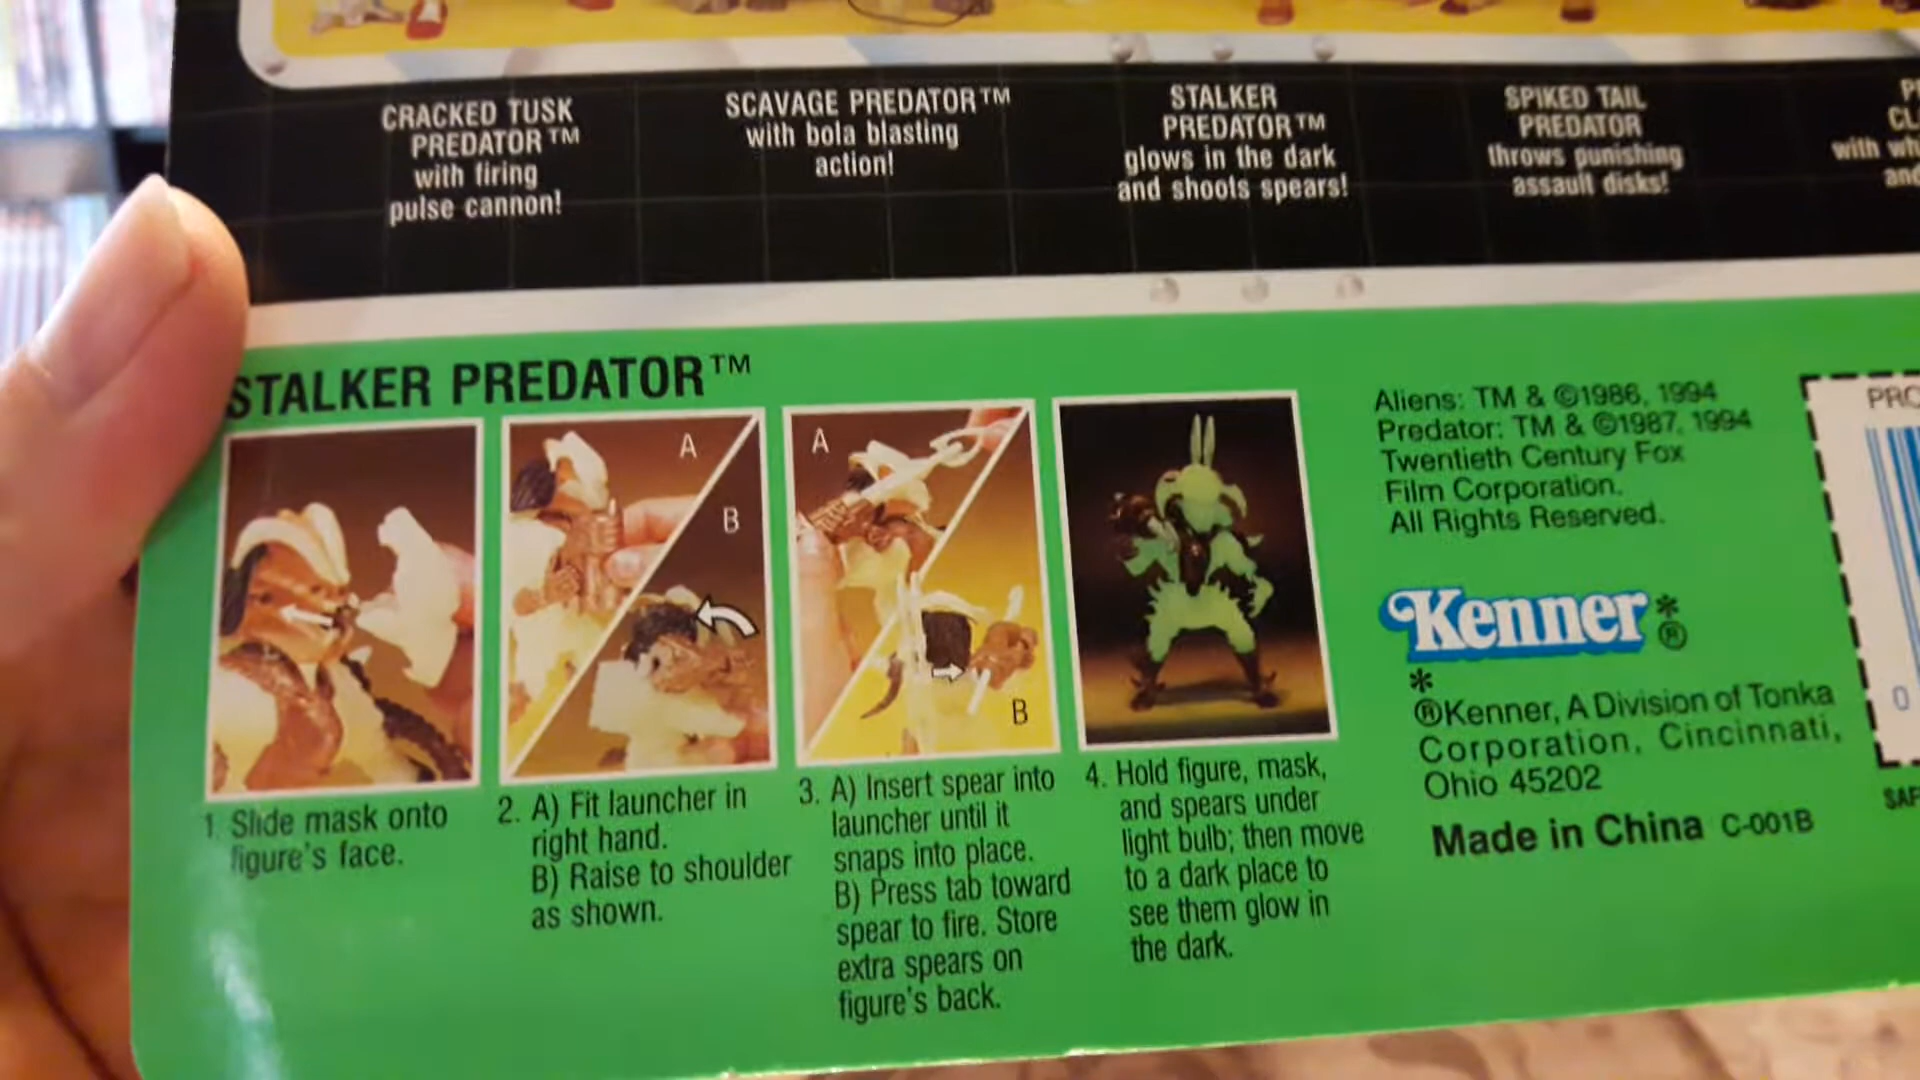 CRACKED TUSK
PREDATOR™
with firing
pulse cannon!
SCAVAGE PREDATOR™
with bola blasting
action!
STALKER
PREDATOR™
glows in the dark
and shoots spears!
SPIKED TAIL
PREDATOR
throws punishing
assault disks!
with
STALKER PREDATOR™
A
B
A
B
1. Slide mask onto
figure's face.
2. A) Fit launcher in
right hand.
B) Raise to shoulder
as shown.
3. A) Insert spear into
launcher until it
snaps into place.
B) Press tab toward
spear to fire. Store
extra spears on
figure's back.
4. Hold figure, mask,
and spears under
light bulb; then move
to a dark place to
see them glow in
the dark.
Aliens: TM & ©1986, 1994
Predator: TM & ©1987, 1994
Twentieth Century Fox
Film Corporation.
All Rights Reserved.
Kenner*®
*
®Kenner, A Division of Tonka
Corporation, Cincinnati,
Ohio 45202
Made in China C-001B
0